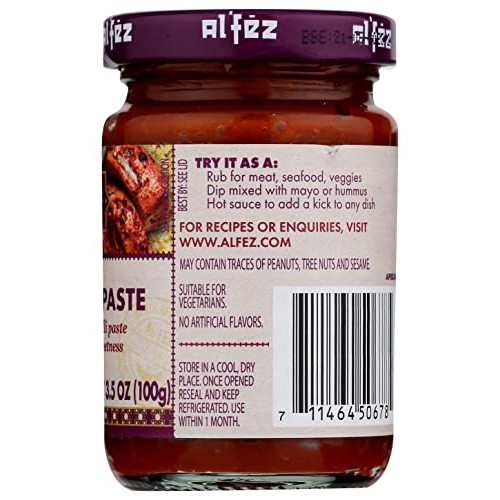 Al'fez
Al'fez
BBE:21
Al'fez
BEST BY: SEE LID
TRY IT AS A:
Rub for meat, seafood, veggies
Dip mixed with mayo or hummus
Hot sauce to add a kick to any dish
FOR RECIPES OR ENQUIRIES, VISIT
WWW.ALFEZ.COM
MAY CONTAIN TRACES OF PEANUTS, TREE NUTS AND SESAME.
SUITABLE FOR
VEGETARIANS.
NO ARTIFICIAL FLAVORS.
STORE IN A COOL, DRY
PLACE. ONCE OPENED
RESEAL AND KEEP
REFRIGERATED. USE
WITHIN 1 MONTH.
PASTE
paste
3.5 OZ (100g)
7 11464 50678